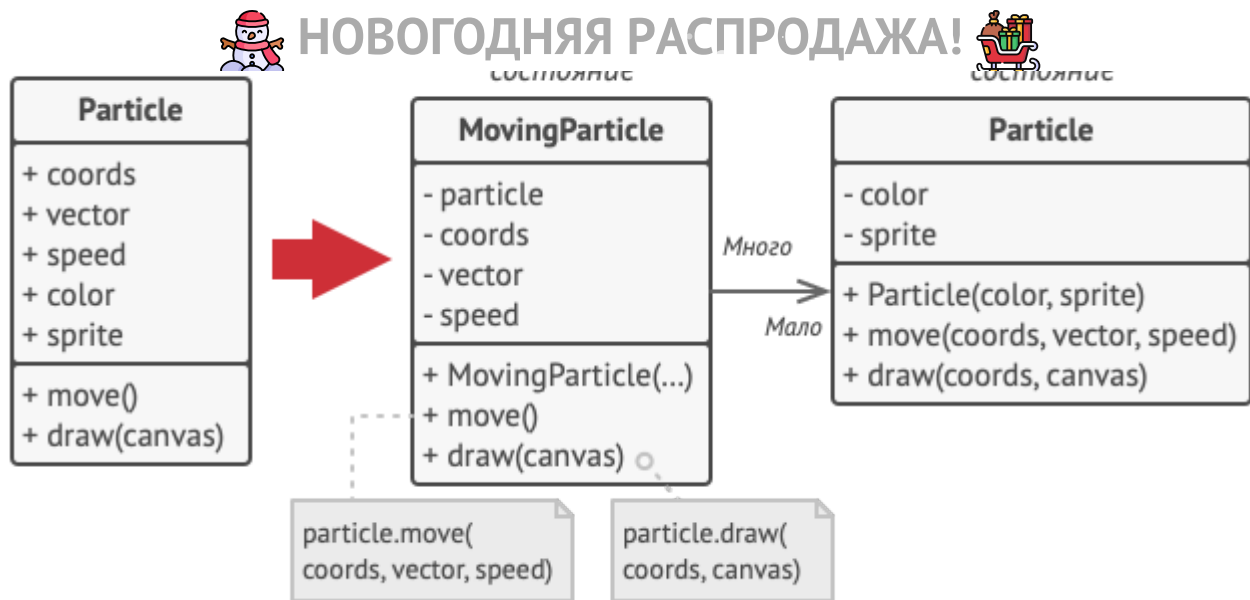 НОВОГОДНЯЯ РАСПРОДАЖА!
состояние
состояние
Particle
+ coords
+ vector
+ speed
+ color
+ sprite
+ move()
+ draw(canvas)
MovingParticle
- particle
- coords
- vector
- speed
+ MovingParticle(...)
+ move()
+ draw(canvas)
particle.move(
coords, vector, speed)
particle.draw(
coords, canvas)
Много
Мало
Particle
- color
- sprite
+ Particle(color, sprite)
+ move(coords, vector, speed)
+ draw(coords, canvas)